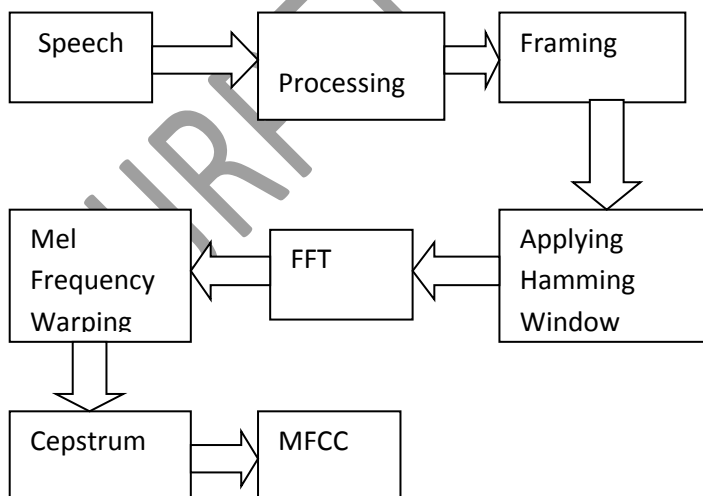 Speech
Processing
Framing
Applying
Hamming
Window
FFT
Mel
Frequency
Warping
Cepstrum
MFCC